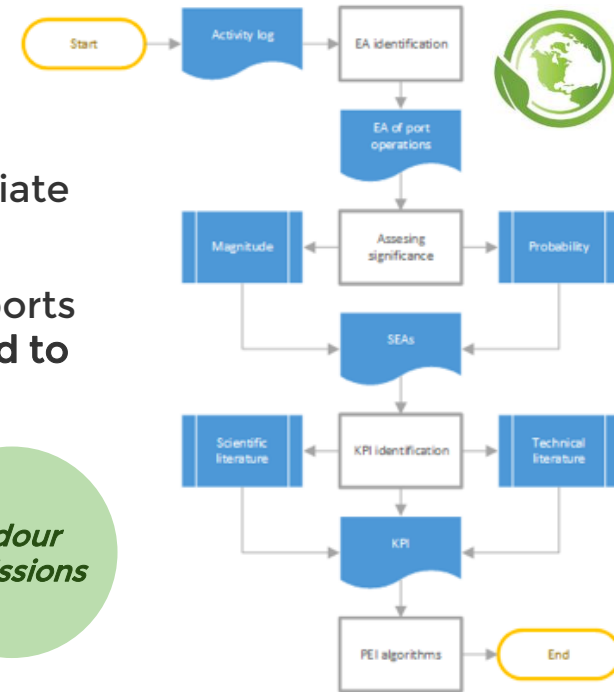 Start
Activity log
EA identification
EA of port
operations
iate
Magnitude
Assesing
significance
Probability
orts
d to
SEAs
Scientific
literature
KPI identification
Technical
literature
dour
ssions
KPI
PEI algorithms
End